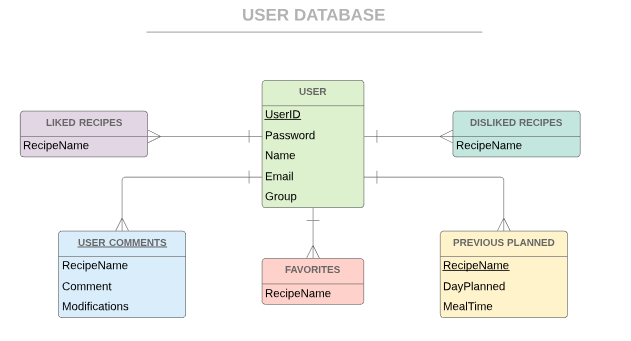 USER DATABASE
USER
UserID
Password
Name
Email
Group
LIKED RECIPES
RecipeName
DISLIKED RECIPES
RecipeName
USER COMMENTS
RecipeName
Comment
Modifications
FAVORITES
RecipeName
PREVIOUS PLANNED
RecipeName
DayPlanned
MealTime